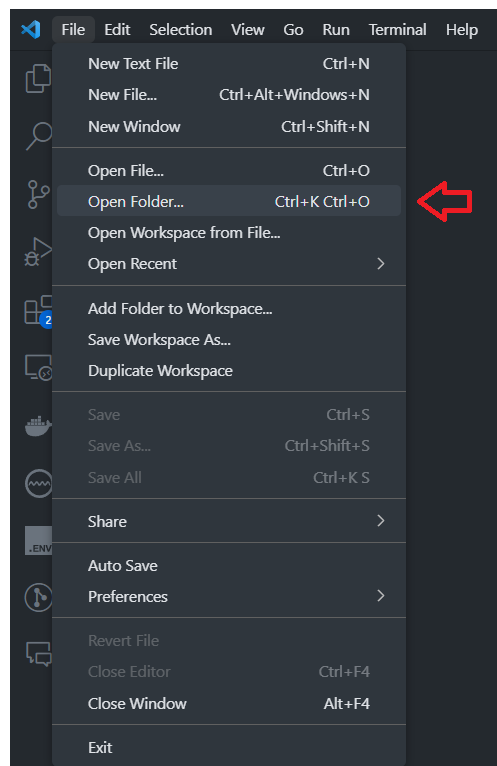 File Edit Selection View Go Run Terminal Help
New Text File Ctrl+N
New File... Ctrl+Alt+Windows+N
New Window Ctrl+Shift+N
Open File... Ctrl+O
Open Folder... Ctrl+K Ctrl+O
Open Workspace from File...
Open Recent
2
Add Folder to Workspace...
Save Workspace As...
Duplicate Workspace
Save Ctrl+S
Save As... Ctrl+Shift+S
Save All Ctrl+K S
Share
.ENV
Auto Save
Preferences
Revert File
Close Editor Ctrl+F4
Close Window Alt+F4
Exit